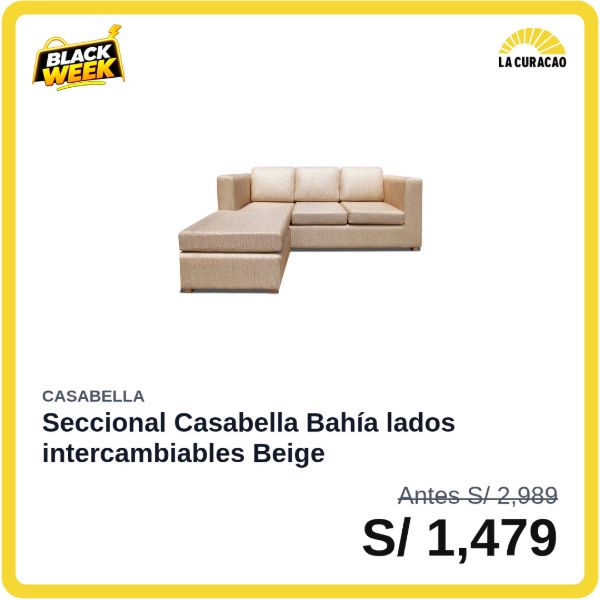 BLACK
WEEK
LA CURACAO
CASABELLA
Seccional Casabella Bahía lados
intercambiables Beige
Antes S/ 2,989
S/ 1,479